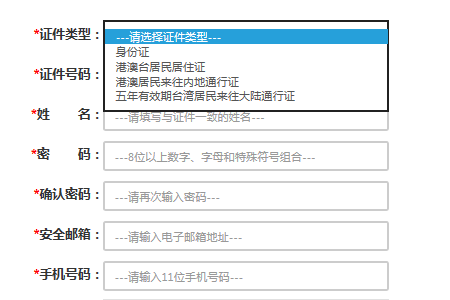 *证件类型： ---请选择证件类型---
身份证
*证件号码： 港澳台居民居住证
港澳居民来往内地通行证
五年有效期台湾居民来往大陆通行证
*姓 名： ---请填写与证件一致的姓名---
*密 码： ---8位以上数字、字母和特殊符号组合---
*确认密码： ---请再次输入密码---
*安全邮箱： ---请输入电子邮箱地址---
*手机号码： ---请输入11位手机号码---